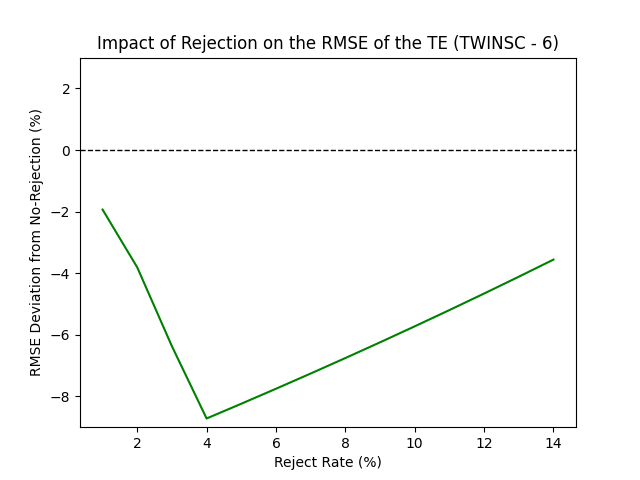 Impact of Rejection on the RMSE of the TE (TWINSC - 6)
RMSE Deviation from No-Rejection (%)
2
0
−2
−4
−6
−8
2 4 6 8 10 12 14
Reject Rate (%)